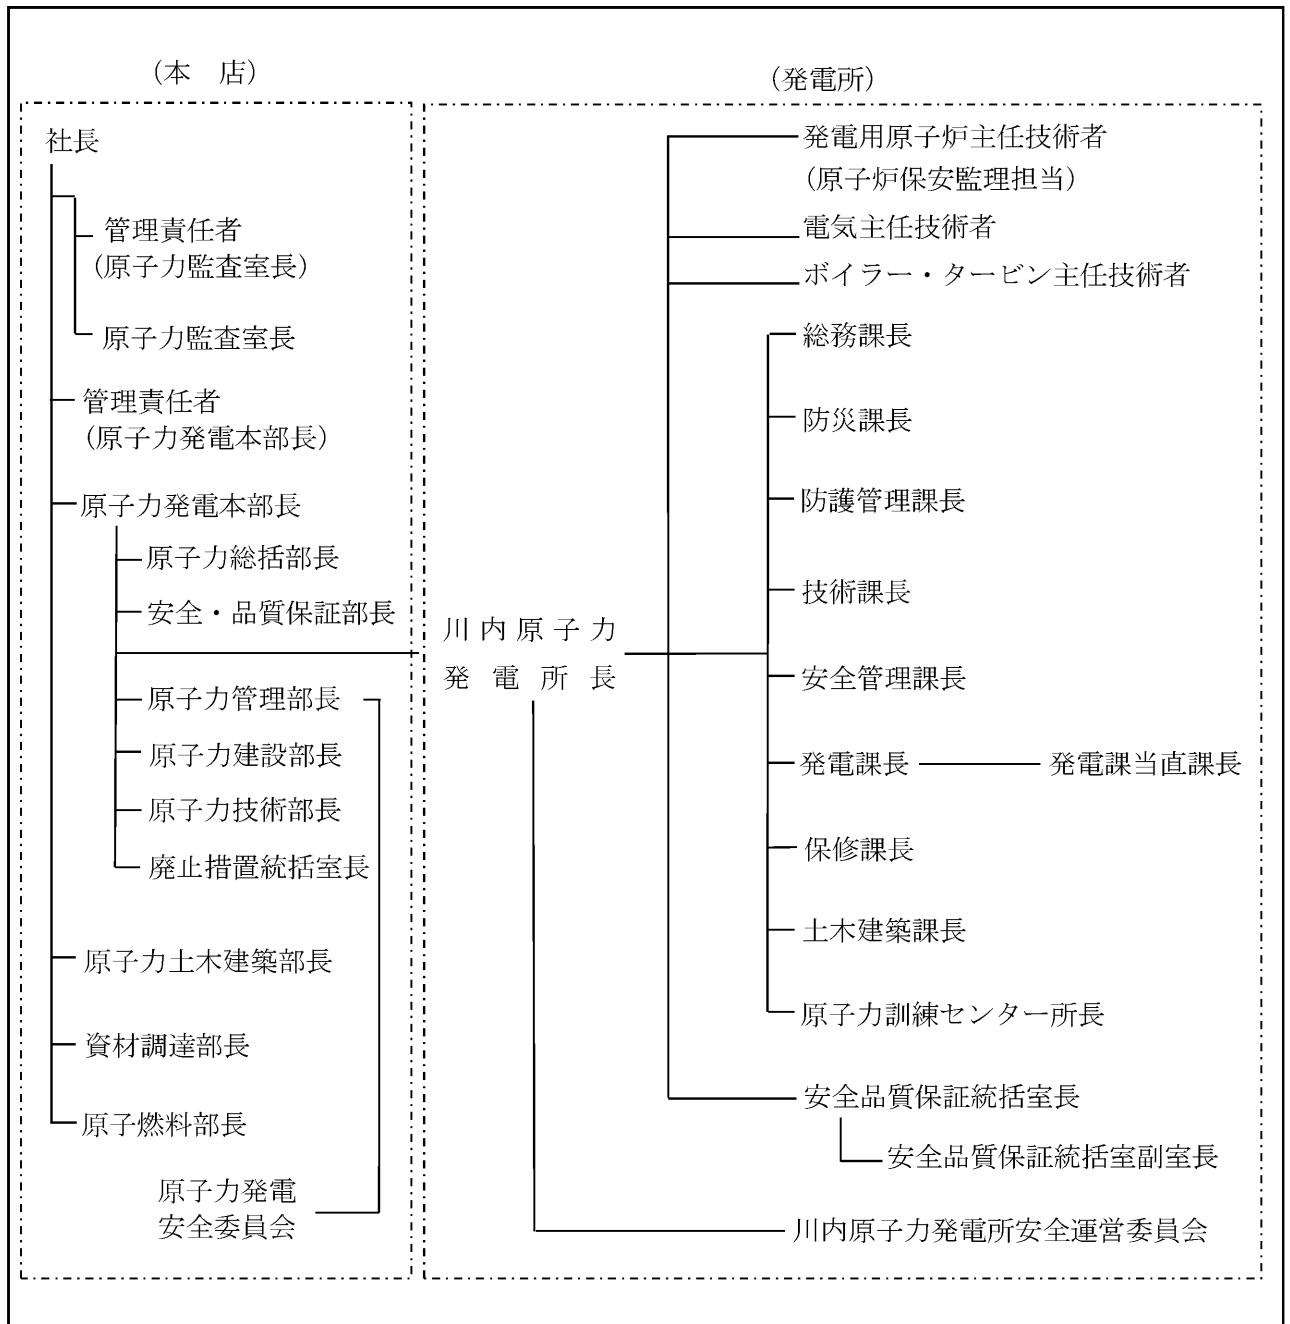 (本　店)
社長
管理責任者
(原子力監査室長)
原子力監査室長
管理責任者
(原子力発電本部長)
原子力発電本部長
原子力総括部長
安全・品質保証部長
原子力管理部長
原子力建設部長
原子力技術部長
廃止措置統括室長
原子力土木建築部長
資材調達部長
原子燃料部長
原子力発電
安全委員会
(発電所)
川内原子力
発電所長
発電用原子炉主任技術者
(原子炉保安監理担当)
電気主任技術者
ボイラー・タービン主任技術者
総務課長
防災課長
防護管理課長
技術課長
安全管理課長
発電課長
発電課当直課長
保修課長
土木建築課長
原子力訓練センター所長
安全品質保証統括室長
安全品質保証統括室副室長
川内原子力発電所安全運営委員会